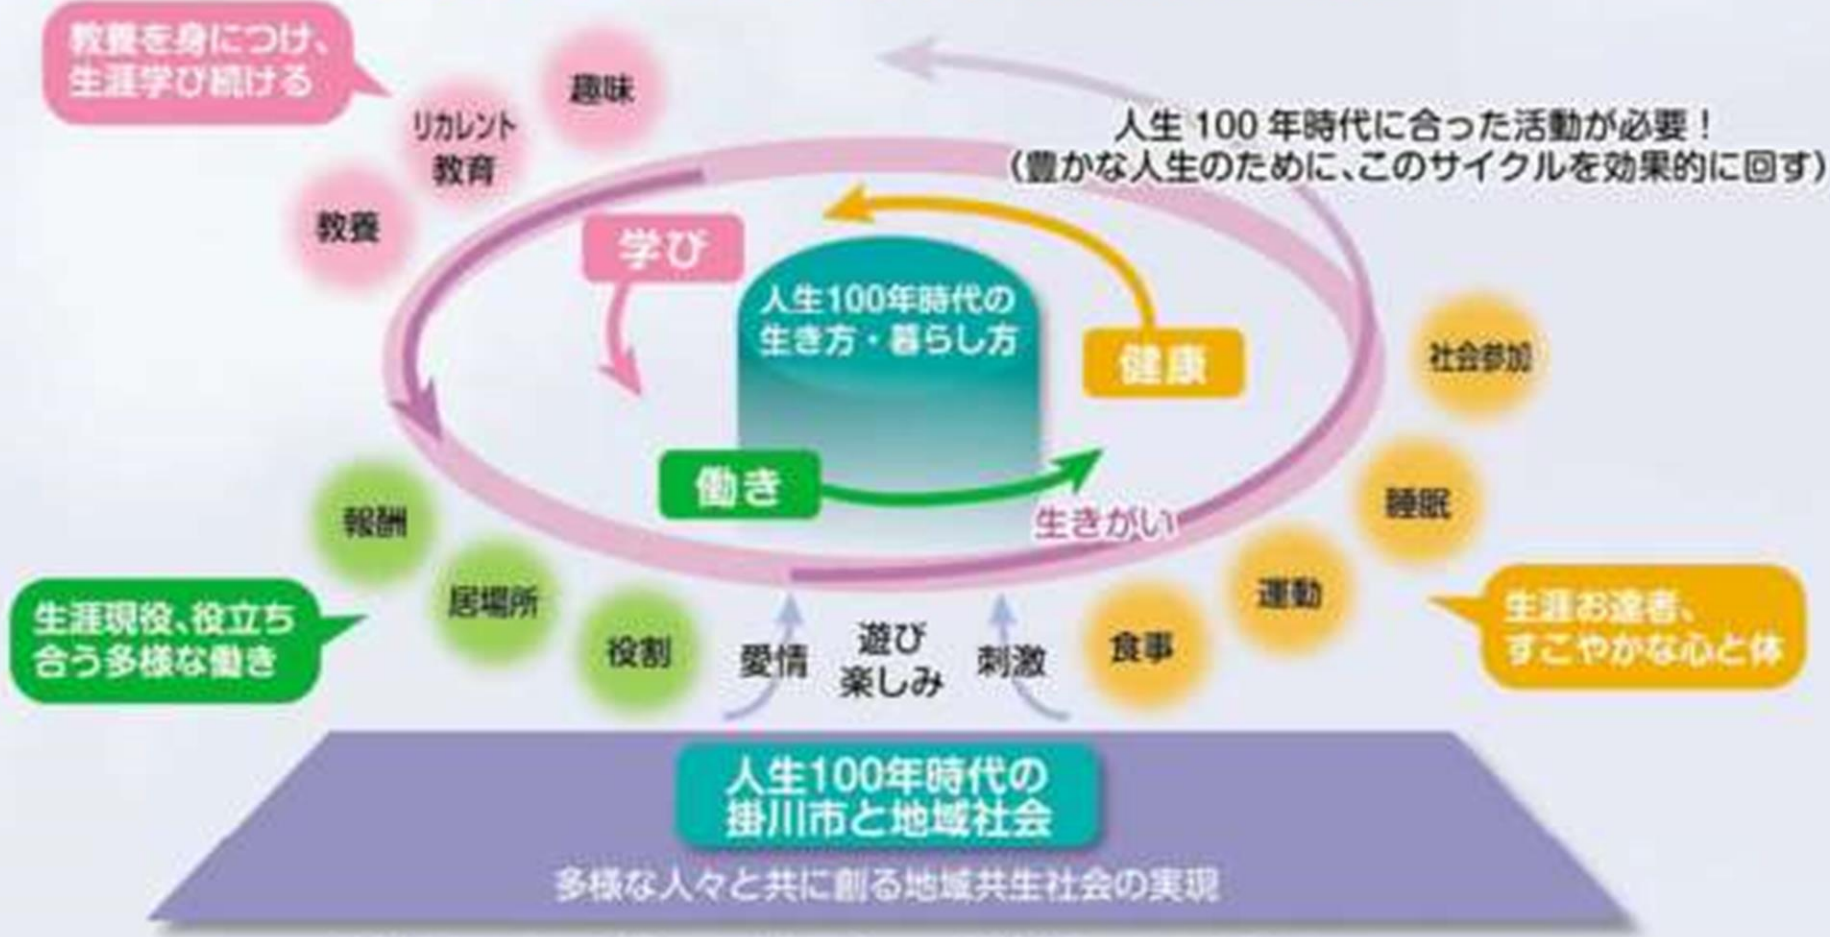 教養を身につけ、
生涯学び続ける
趣味
リカレント
教育
教養
人生100年時代に合った活動が必要！
（豊かな人生のために、このサイクルを効果的に回す）
学び
人生100年時代の
生き方・暮らし方
健康
働き
生きがい
社会参加
睡眠
運動
食事
報酬
居場所
役割
愛情
遊び
楽しみ
刺激
生涯現役、役立ち
合う多様な働き
生涯お達者、
すこやかな心と体
人生100年時代の
掛川市と地域社会
多様な人々と共に創る地域共生社会の実現